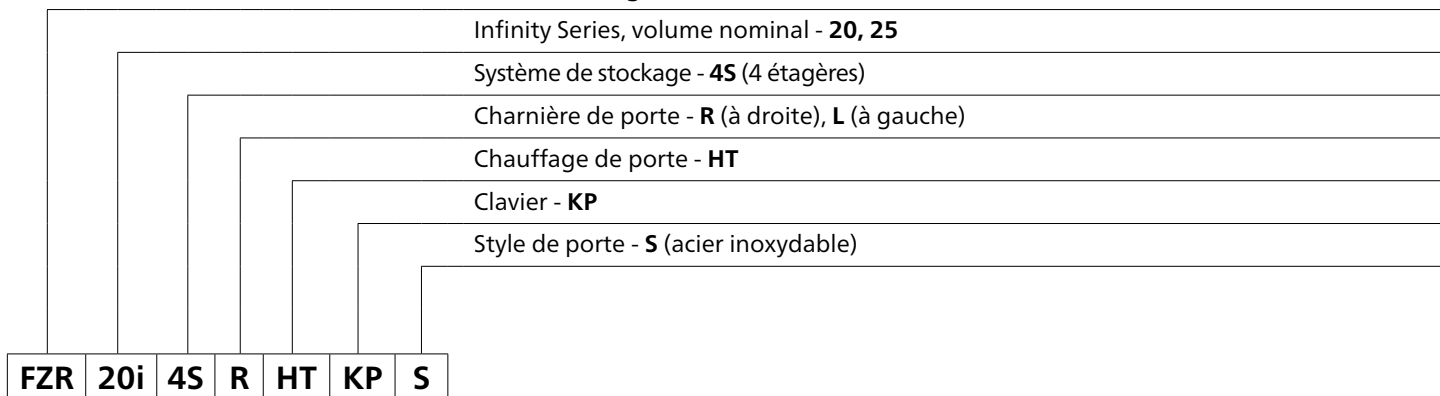 Infinity Series, volume nominal - 20, 25
Système de stockage - 4S (4 étagères)
Charnière de porte - R (à droite), L (à gauche)
Chauffage de porte - HT
Clavier - KP
Style de porte - S (acier inoxydable)
FZR 20i 4S R HT KP S